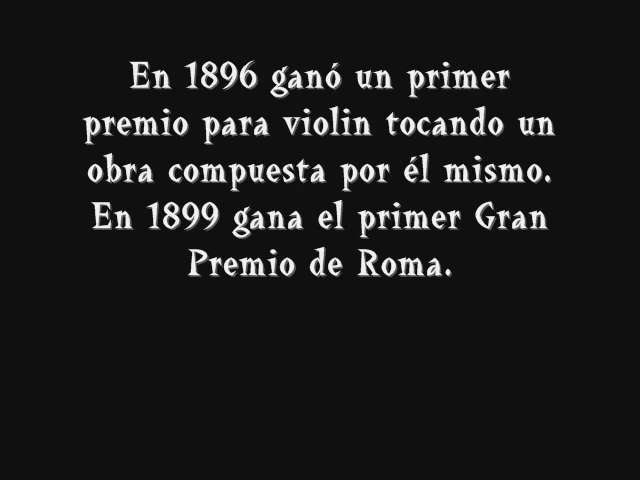 En 1896 ganó un primer
premio para violin tocando un
obra compuesta por él mismo.
En 1899 gana el primer Gran
Premio de Roma.